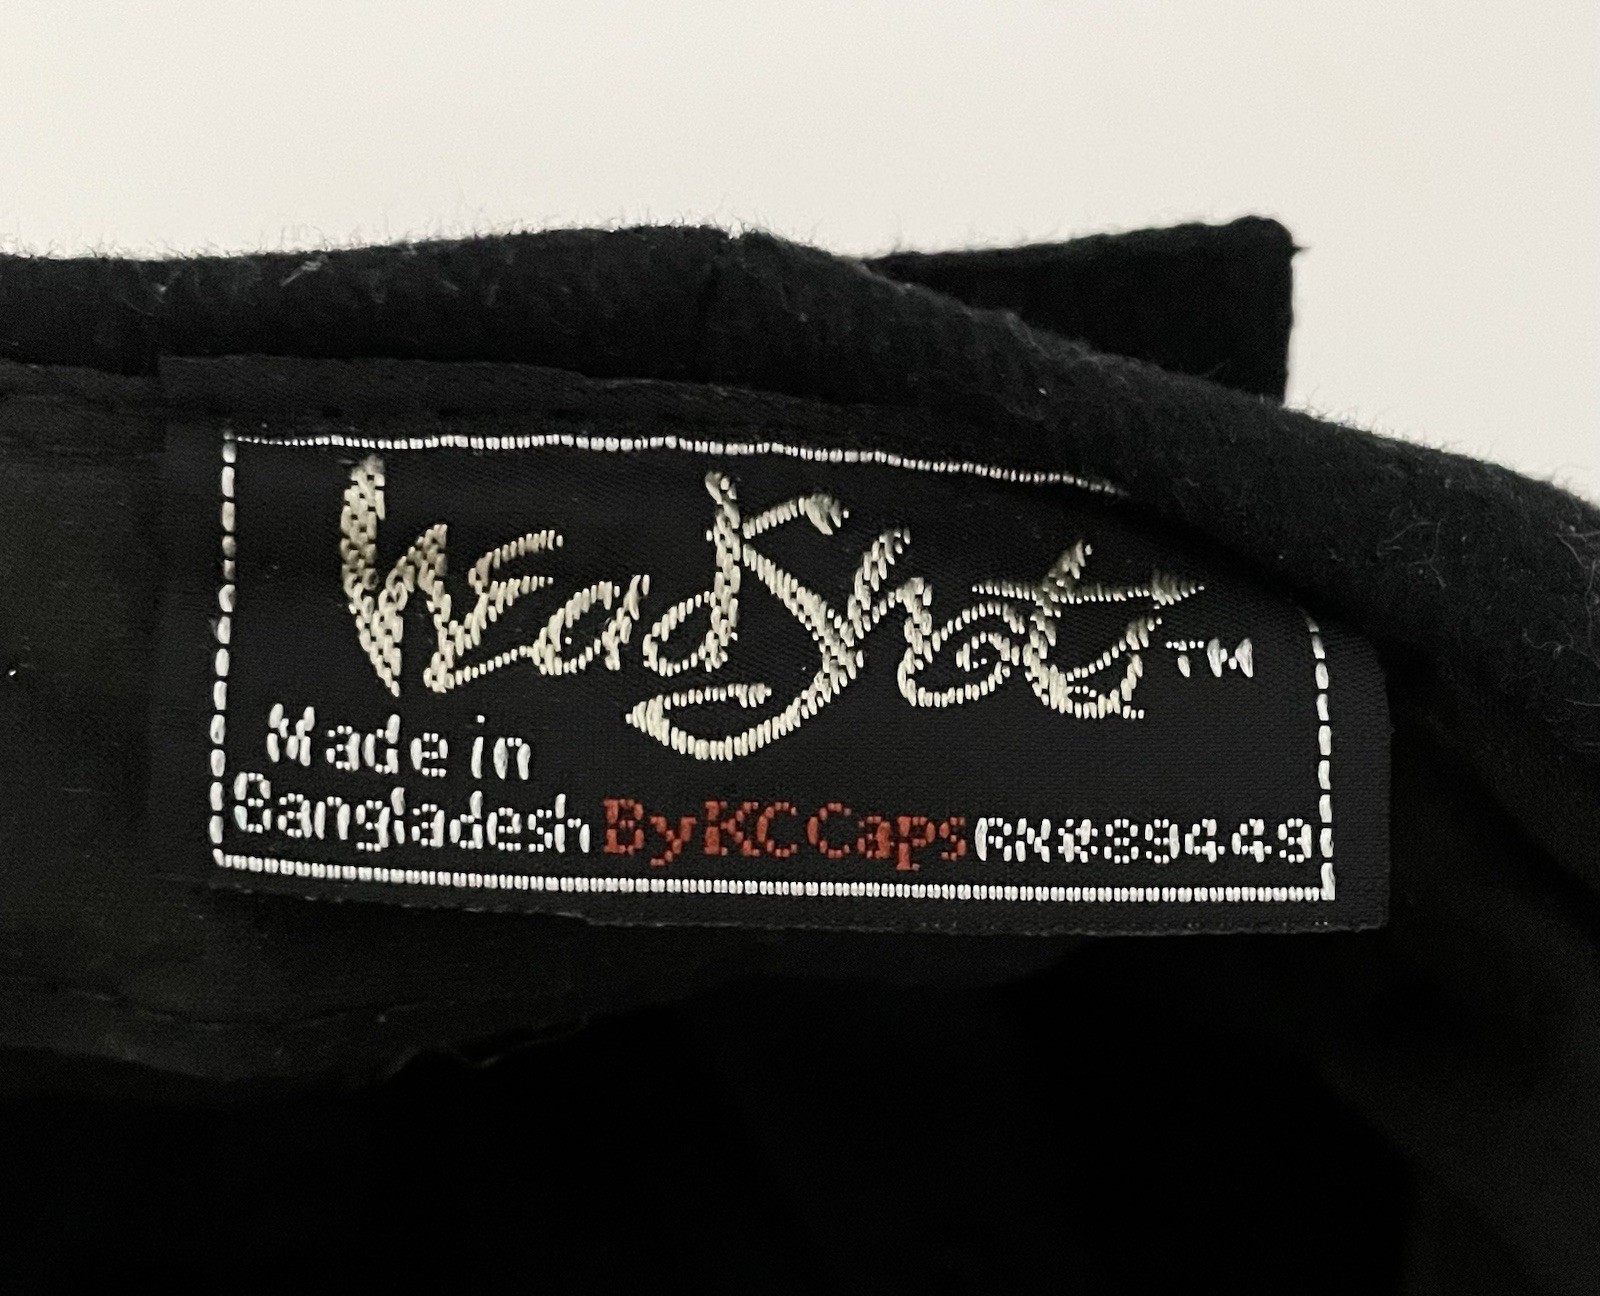 HEadShot™
Made in
Bangladesh By KC Caps RN#89449